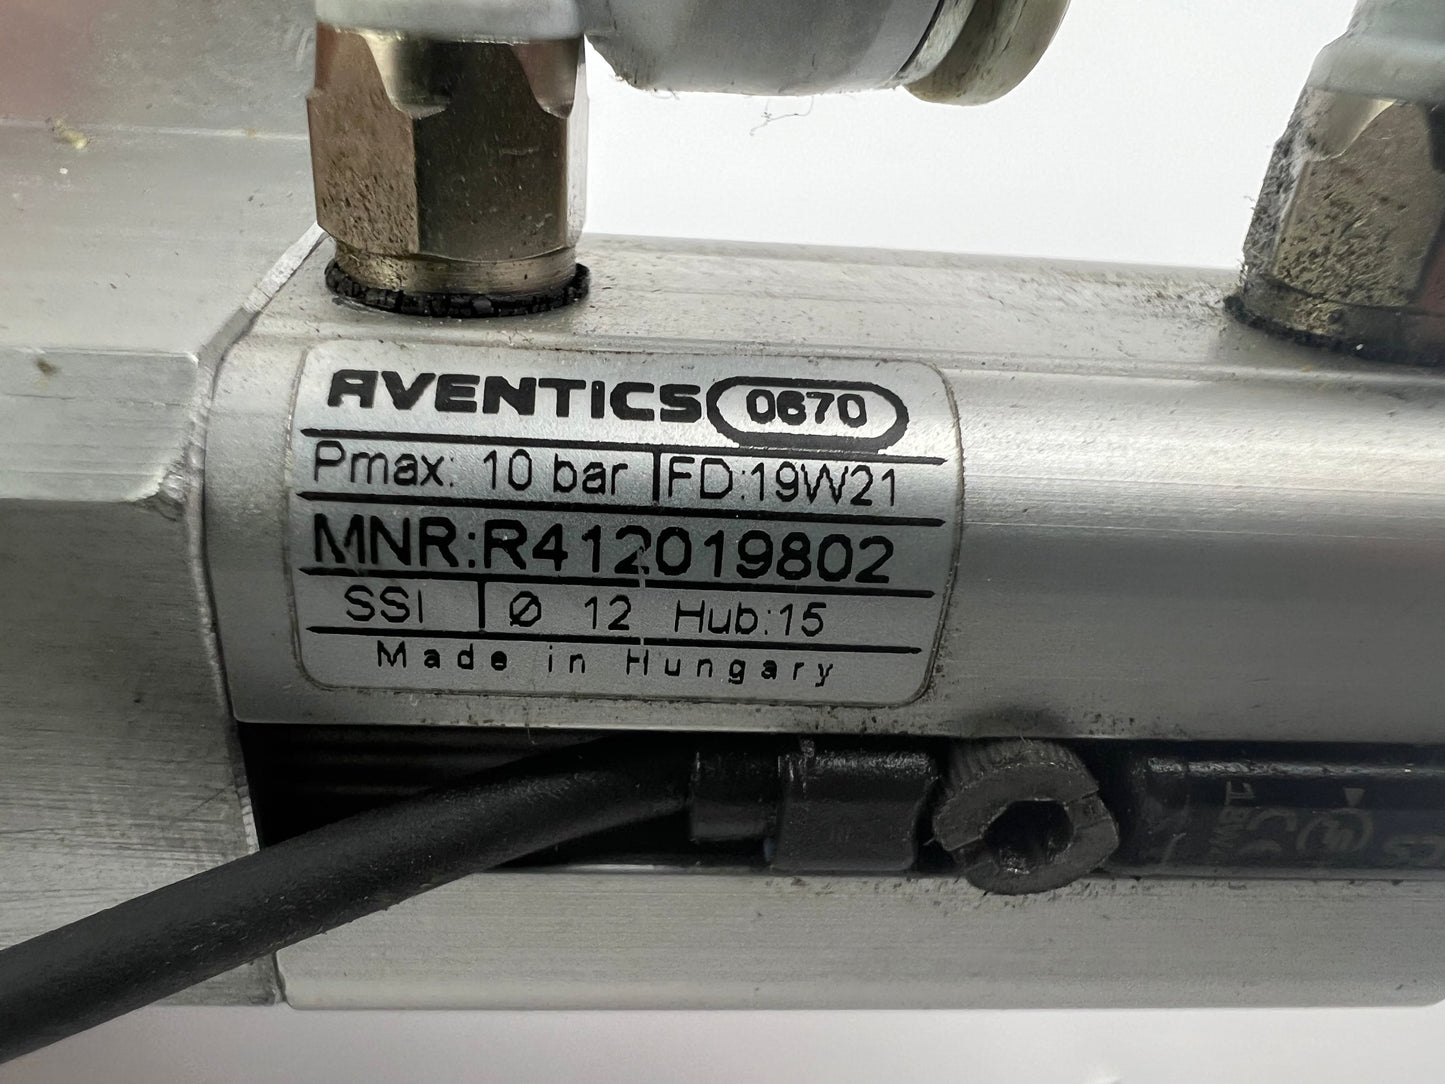 AVENTICS 0670
Pmax: 10 bar FD:19W21
MNR:R412019802
SSI Ø 12 Hub:15
Made in Hungary